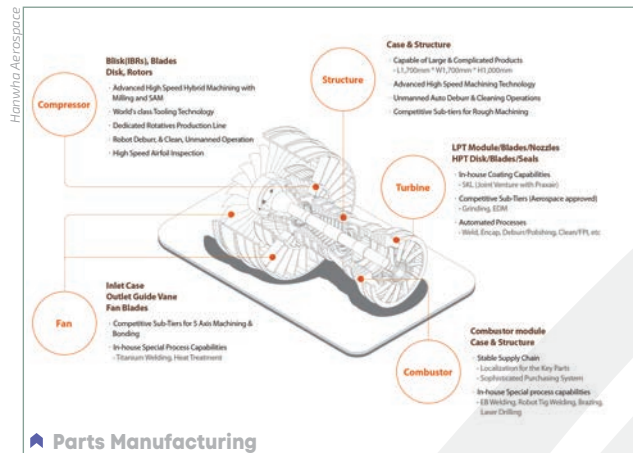 Hanwha Aerospace
Compressor
Blisk(IBRs), Blades
Disk, Rotors
· Advanced High Speed Hybrid Machining with
Milling and SAM
· World's class Tooling Technology
· Dedicated Rotatives Production Line
· Robot Deburr, & Clean, Unmanned Operation
· High Speed Airfoil Inspection
Structure
Case & Structure
· Capable of Large & Complicated Products
- L1,700mm * W1,700mm * H1,000mm
· Advanced High Speed Machining Technology
· Unmanned Auto Deburr & Cleaning Operations
· Competitive Sub-tiers for Rough Machining
Turbine
LPT Module/Blades/Nozzles
HPT Disk/Blades/Seals
· In-house Coating Capabilities
- SKL (Joint Venture with Praxair)
· Competitive Sub-Tiers (Aerospace approved)
- Grinding, EDM
· Automated Processes
- Weld, Encap, Deburr/Polishing, Clean/FPI, etc
Fan
Inlet Case
Outlet Guide Vane
Fan Blades
· Competitive Sub-Tiers for 5 Axis Machining &
Bonding
· In-house Special Process Capabilities
- Titanium Welding, Heat Treatment
Combustor
Combustor module
Case & Structure
· Stable Supply Chain
- Localization for the Key Parts
- Sophisticated Purchasing System
· In-house Special process capabilities
- EB Welding, Robot Tig Welding, Brazing,
Laser Drilling
Parts Manufacturing